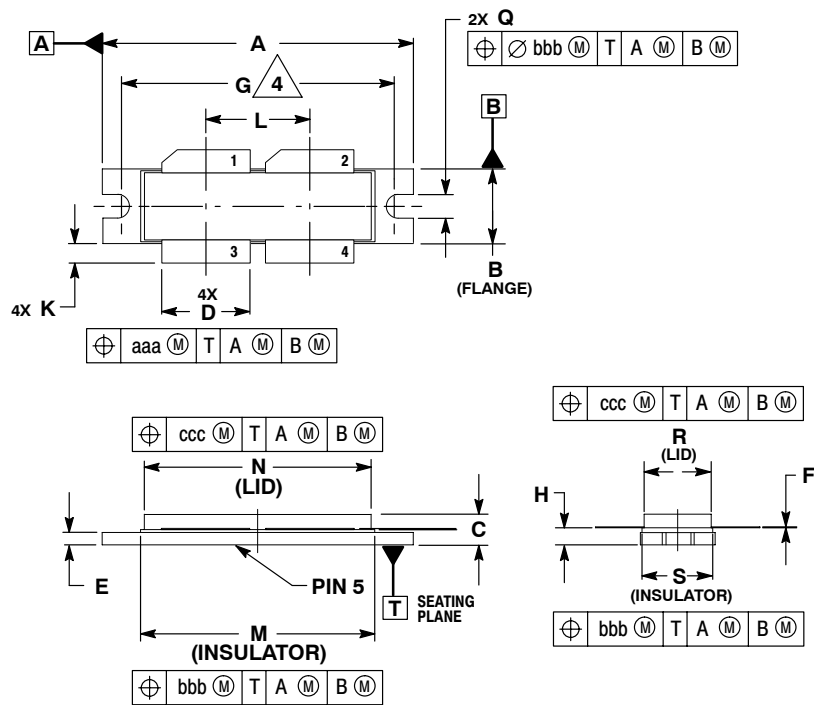 A
A
2X Q
⌖ ∅ bbb Ⓜ T A Ⓜ B Ⓜ
G 4
L
B
1 2
3 4
B
(FLANGE)
4X K
4X
D
⌖ aaa Ⓜ T A Ⓜ B Ⓜ
⌖ ccc Ⓜ T A Ⓜ B Ⓜ
N
(LID)
C
E
PIN 5
T SEATING
PLANE
M
(INSULATOR)
⌖ bbb Ⓜ T A Ⓜ B Ⓜ
⌖ ccc Ⓜ T A Ⓜ B Ⓜ
R
(LID)
F
H
S
(INSULATOR)
⌖ bbb Ⓜ T A Ⓜ B Ⓜ